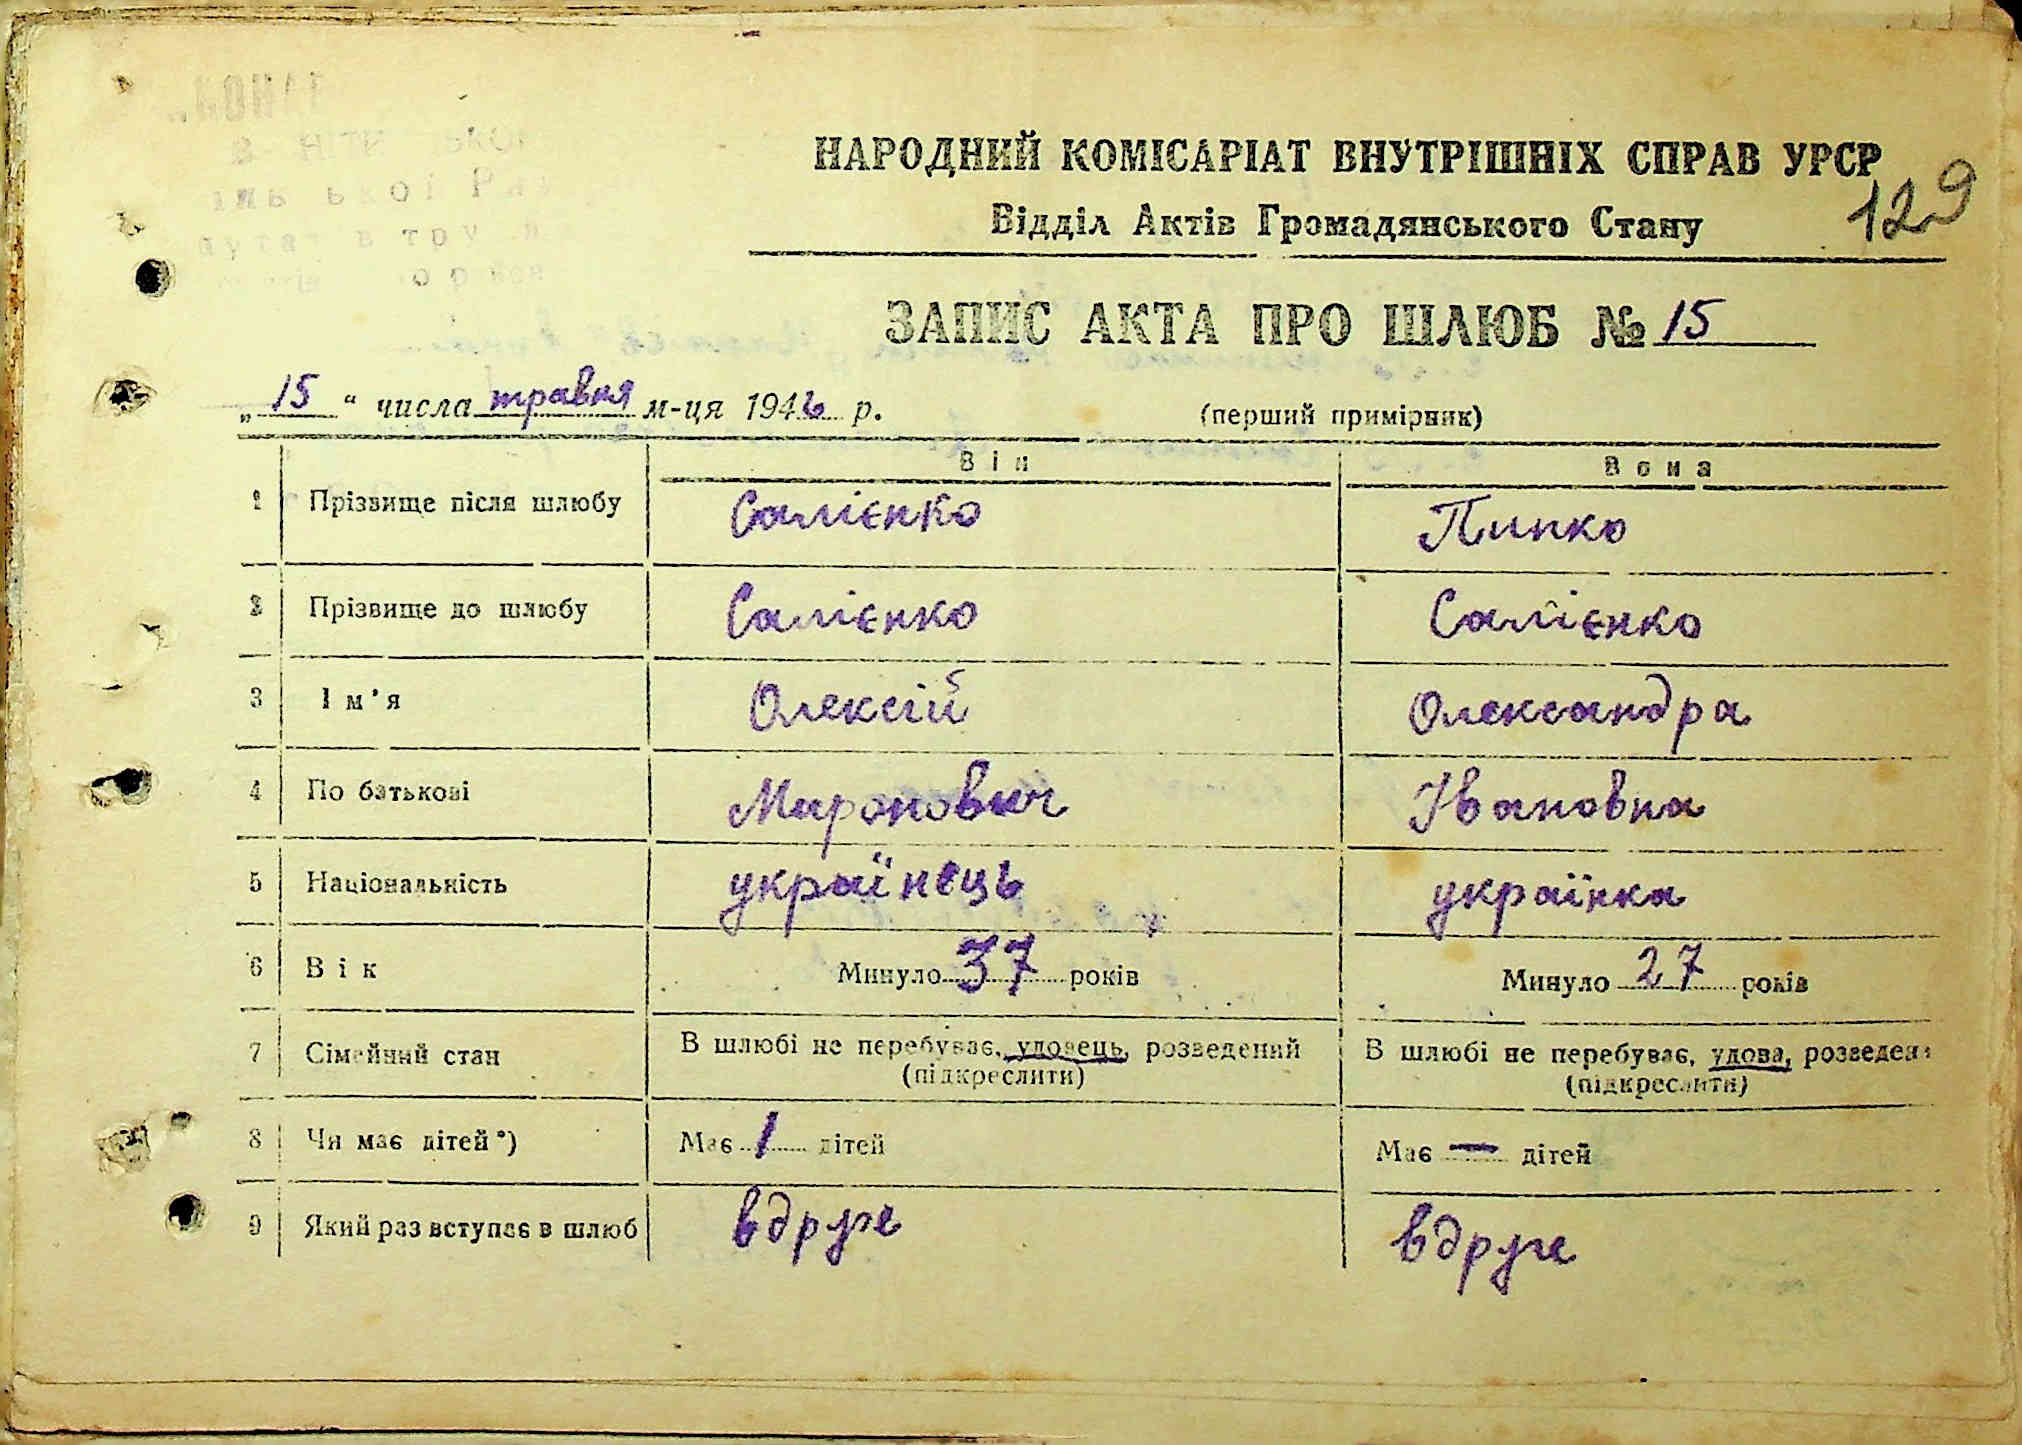 НАРОДНИЙ КОМІСАРІАТ ВНУТРІШНІХ СПРАВ УРСР
129
Відділ Актів Громадянського Стану
ЗАПИС АКТА ПРО ШЛЮБ № 15
„15“ числа травня м-ця 1946 р. (перший примірник)
Він Вона
1 Прізвище після шлюбу Саліенко Пипко
2 Прізвище до шлюбу Салієнко Салієнко
3 Ім'я Олексій Олександра
4 По батькові Миронович Івановна
5 Національність українець українка
6 Вік Минуло 37 років Минуло 27 років
7 Сімейний стан В шлюбі не перебуває, удовець, розведений В шлюбі не перебуває, удова, розведена
(підкреслити) (підкреслити)
8 Чи має дітей*) Має 1 дітей Має — дітей
9 Який раз вступає в шлюб вдруге вдруге